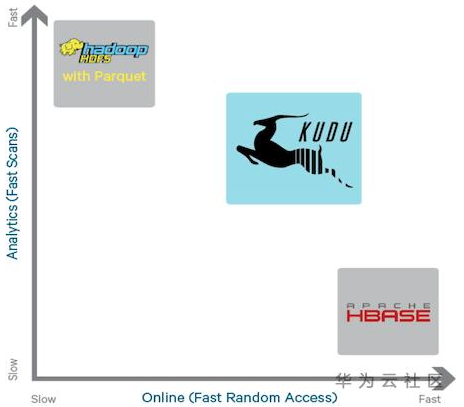 Fast
hadoop
HDFS
with Parquet
KUDU
Analytics (Fast Scans)
APACHE
HBASE
Slow
华为云社区
Slow
Online (Fast Random Access)
Fast